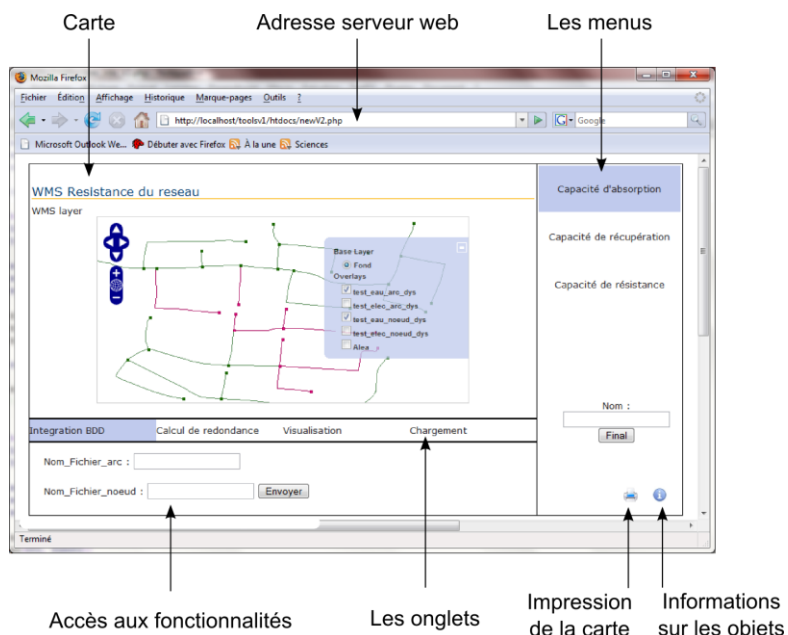 Carte
Adresse serveur web
Les menus
Mozilla Firefox
Fichier Édition Affichage Historique Marque-pages Outils ?
http://localhost/toolsv1/htdocs/newV2.php
G Google
Microsoft Outlook We... Débuter avec Firefox À la une Sciences
WMS Resistance du reseau
WMS layer
Base Layer
Fond
Overlays
test_eau_arc_dys
test_elec_arc_dys
test_eau_noeud_dys
test_elec_noeud_dys
Alea
Capacité d'absorption
Capacité de récupération
Capacité de résistance
Nom :
Final
Integration BDD Calcul de redondance Visualisation Chargement
Nom_Fichier_arc :
Nom_Fichier_noeud : Envoyer
Terminé
Accès aux fonctionnalités
Les onglets
Impression
de la carte
Informations
sur les objets